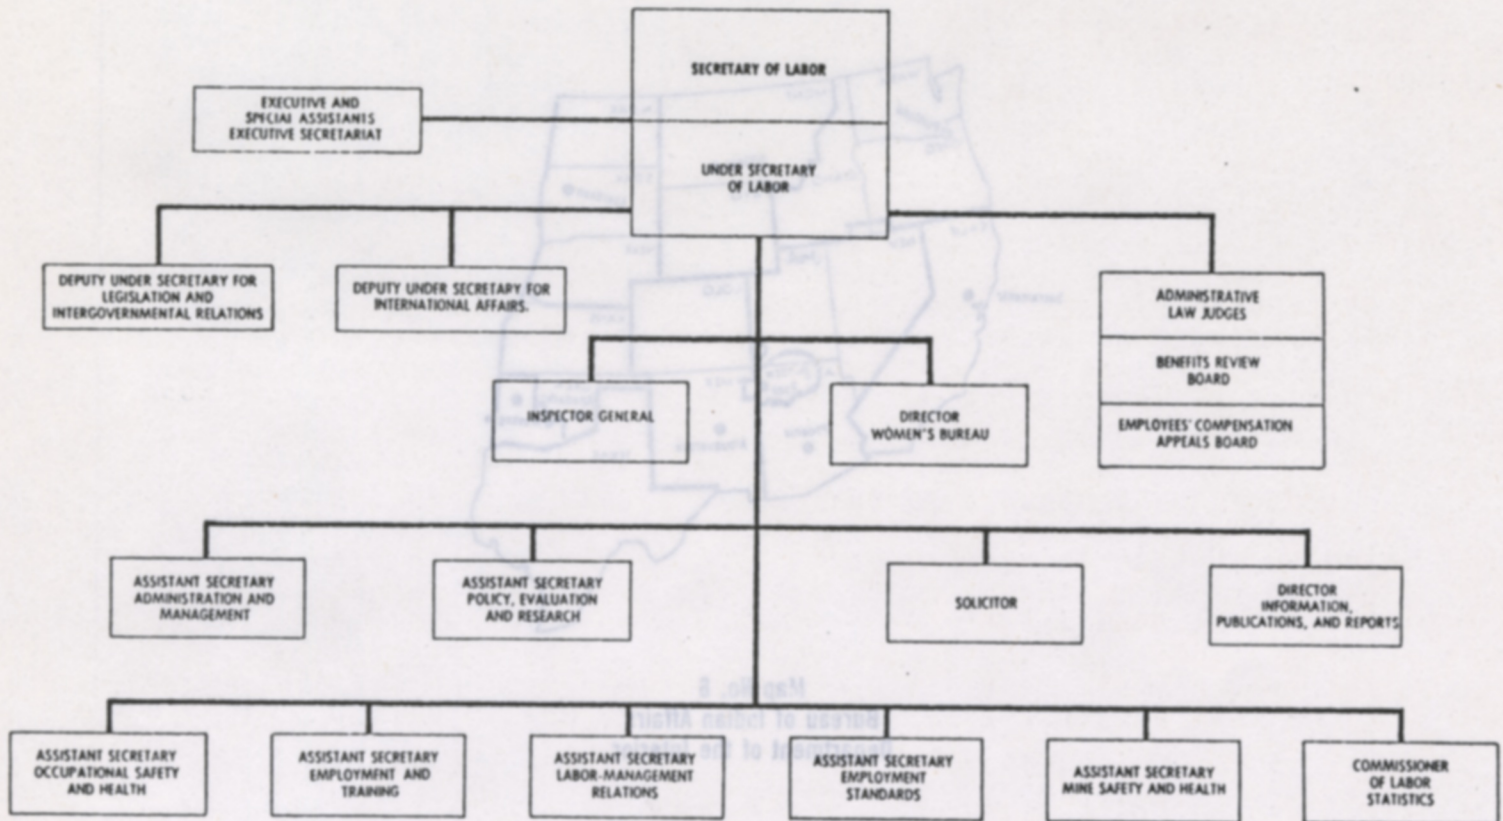 SECRETARY OF LABOR
EXECUTIVE AND
SPECIAL ASSISTANTS
EXECUTIVE SECRETARIAT
UNDER SECRETARY
OF LABOR
DEPUTY UNDER SECRETARY FOR
LEGISLATION AND
INTERGOVERNMENTAL RELATIONS
DEPUTY UNDER SECRETARY FOR
INTERNATIONAL AFFAIRS.
ADMINISTRATIVE
LAW JUDGES
BENEFITS REVIEW
BOARD
EMPLOYEES' COMPENSATION
APPEALS BOARD
INSPECTOR GENERAL
DIRECTOR
WOMEN'S BUREAU
ASSISTANT SECRETARY
ADMINISTRATION AND
MANAGEMENT
ASSISTANT SECRETARY
POLICY, EVALUATION
AND RESEARCH
SOLICITOR
DIRECTOR
INFORMATION,
PUBLICATIONS, AND REPORTS
Map No. 6
Bureau of Indian Affairs
Department of the Interior
ASSISTANT SECRETARY
OCCUPATIONAL SAFETY
AND HEALTH
ASSISTANT SECRETARY
EMPLOYMENT AND
TRAINING
ASSISTANT SECRETARY
LABOR-MANAGEMENT
RELATIONS
ASSISTANT SECRETARY
EMPLOYMENT
STANDARDS
ASSISTANT SECRETARY
MINE SAFETY AND HEALTH
COMMISSIONER
OF LABOR
STATISTICS